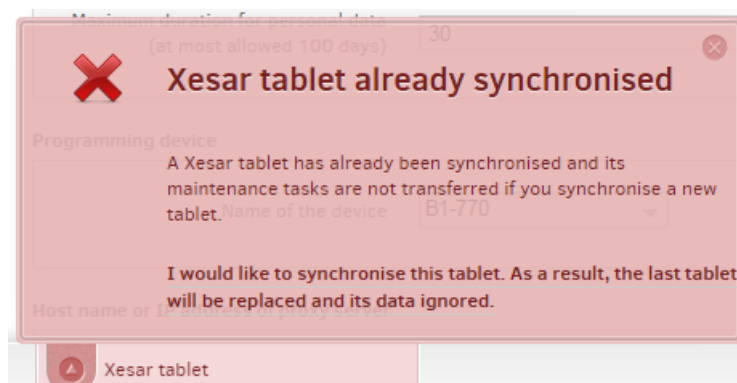 Maximum duration for personal data
(at most allowed 100 days)
30
Xesar tablet already synchronised
Programming device
A Xesar tablet has already been synchronised and its
maintenance tasks are not transferred if you synchronise a new
tablet.
Name of the device
B1-770
I would like to synchronise this tablet. As a result, the last tablet
will be replaced and its data ignored.
Host name or IP address of proxy server
Xesar tablet